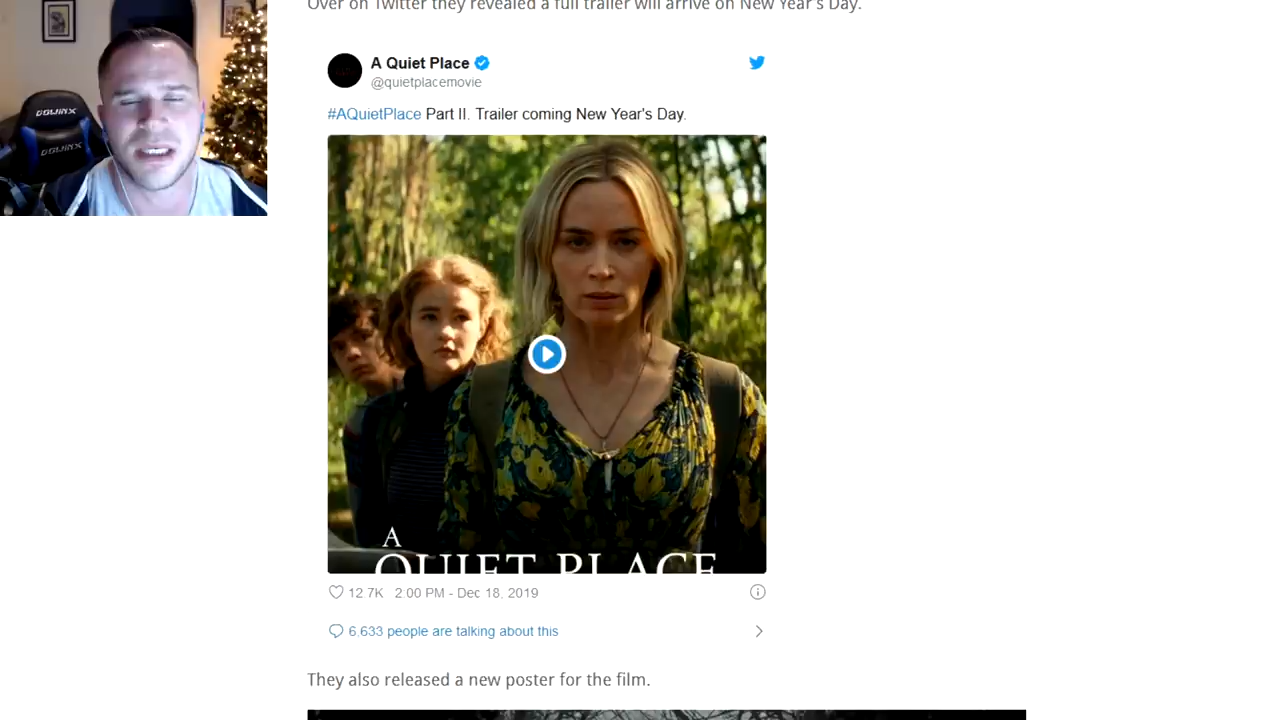 Over on Twitter they revealed a full trailer will arrive on New Year's Day.
A Quiet Place
@quietplacemovie
#AQuietPlace Part II. Trailer coming New Year's Day.
DOWINX
DOWINX
A
QUIET PLACE
12.7K 2:00 PM - Dec 18, 2019
6,633 people are talking about this
They also released a new poster for the film.